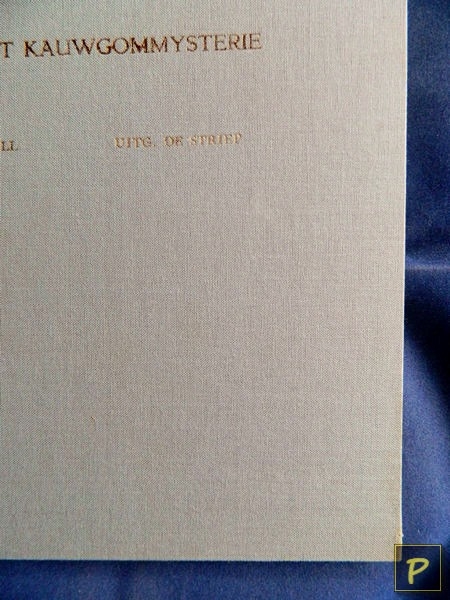 T KAUWGOMMYSTERIE
LL UITG. DE STRIEP
P